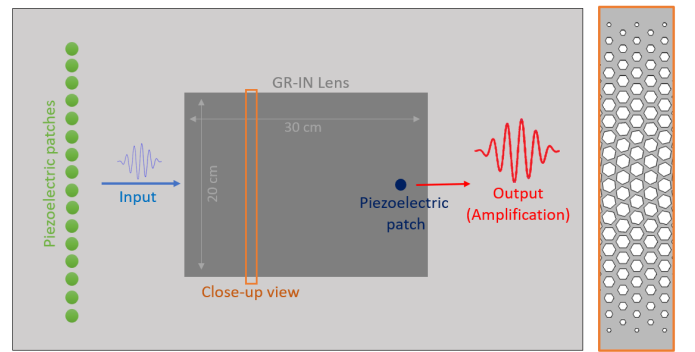 Piezoelectric patches
Input
GR-IN Lens
30 cm
20 cm
Piezoelectric
patch
Output
(Amplification)
Close-up view